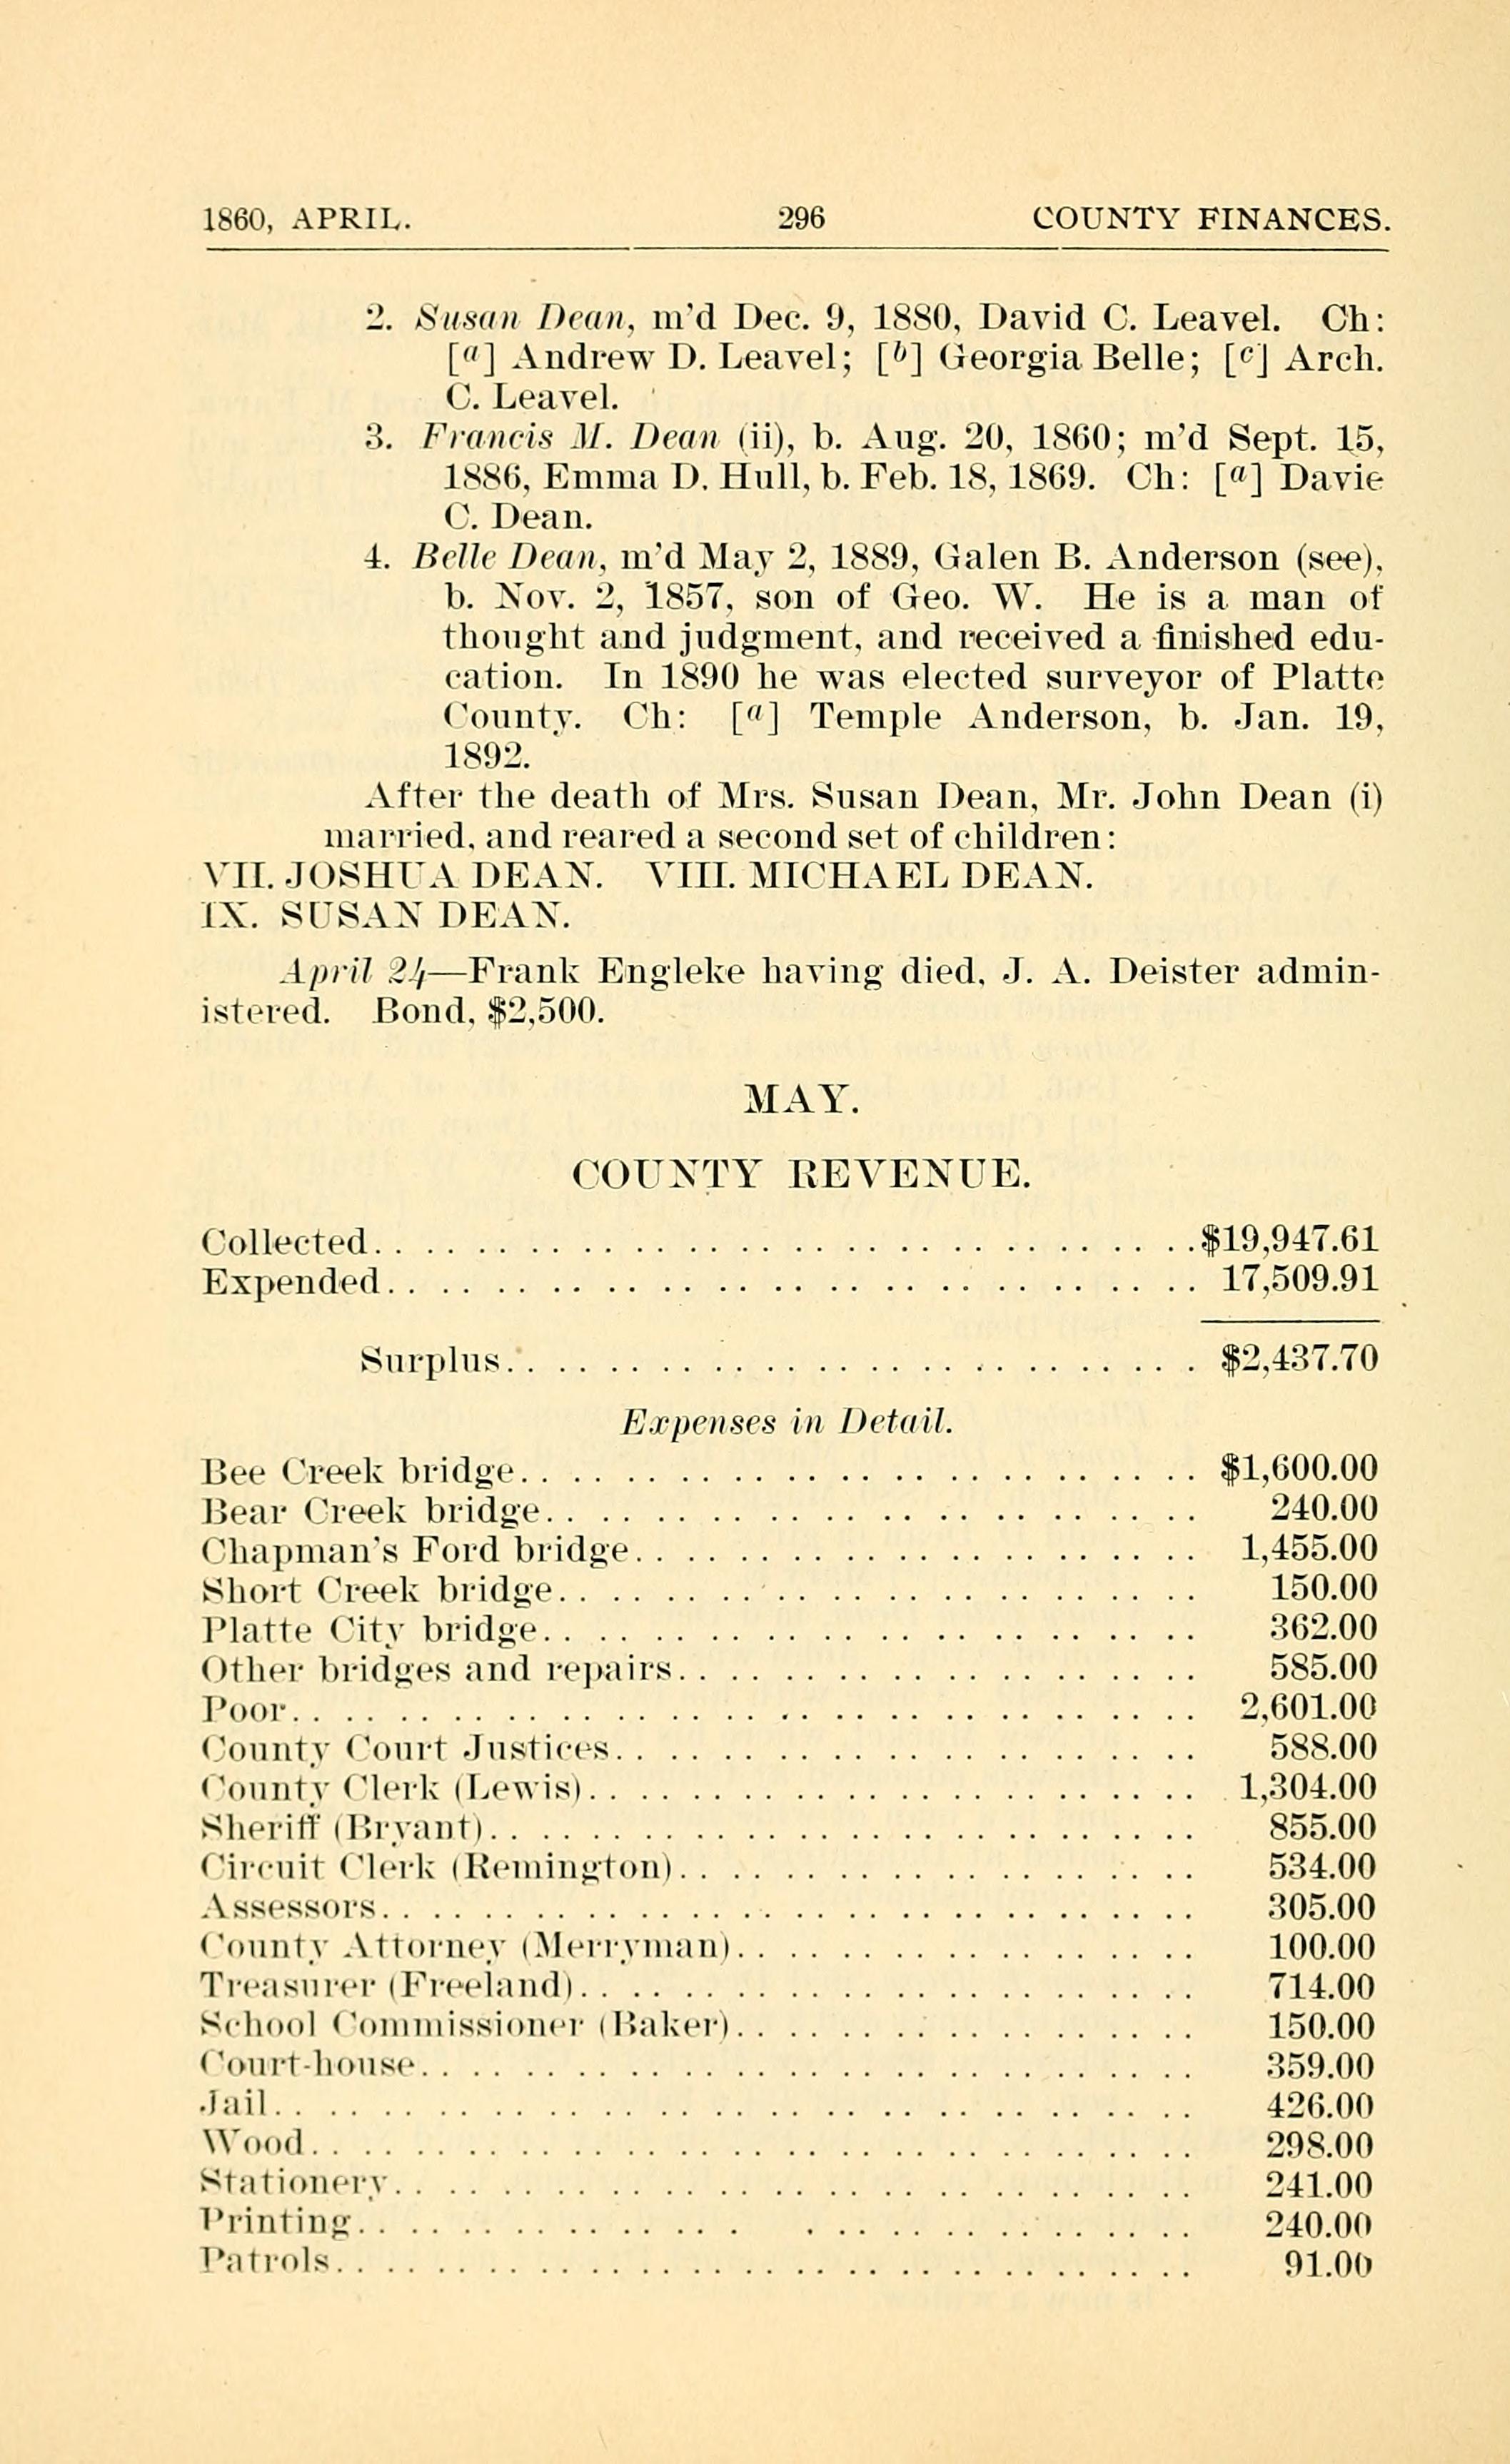 1860, APRIL. 296 COUNTY FINANCES.
2. Susan Dean, m'd Dec. 9, 1880, David C. Leavel. Ch:
[a] Andrew D. Leavel; [b] Georgia Belle; [c] Arch.
C. Leavel.
3. Francis M. Dean (ii), b. Aug. 20, 1860; m'd Sept. 15,
1886, Emma D. Hull, b. Feb. 18, 1869. Ch: [a] Davie
C. Dean.
4. Belle Dean, m'd May 2, 1889, Galen B. Anderson (see),
b. Nov. 2, 1857, son of Geo. W. He is a man of
thought and judgment, and received a finished edu-
cation. In 1890 he was elected surveyor of Platte
County. Ch: [a] Temple Anderson, b. Jan. 19,
1892.
After the death of Mrs. Susan Dean, Mr. John Dean (i)
married, and reared a second set of children:
VII. JOSHUA DEAN. VIII. MICHAEL DEAN.
IX. SUSAN DEAN.
April 24—Frank Engleke having died, J. A. Deister admin-
istered. Bond, $2,500.
MAY.
COUNTY REVENUE.
Collected. . . . . . . . . . . . . . . . . . . . . . . . . . . . . . . $19,947.61
Expended. . . . . . . . . . . . . . . . . . . . . . . . . . . . . . . 17,509.91
Surplus. . . . . . . . . . . . . . . . . . . . . . . . . . . $2,437.70
Expenses in Detail.
Bee Creek bridge. . . . . . . . . . . . . . . . . . . . . . . . . . $1,600.00
Bear Creek bridge. . . . . . . . . . . . . . . . . . . . . . . . . 240.00
Chapman's Ford bridge. . . . . . . . . . . . . . . . . . . . . . 1,455.00
Short Creek bridge. . . . . . . . . . . . . . . . . . . . . . . . . 150.00
Platte City bridge. . . . . . . . . . . . . . . . . . . . . . . . . 362.00
Other bridges and repairs. . . . . . . . . . . . . . . . . . . . 585.00
Poor. . . . . . . . . . . . . . . . . . . . . . . . . . . . . . . . . . 2,601.00
County Court Justices. . . . . . . . . . . . . . . . . . . . . . 588.00
County Clerk (Lewis). . . . . . . . . . . . . . . . . . . . . . . 1,304.00
Sheriff (Bryant). . . . . . . . . . . . . . . . . . . . . . . . . . . 855.00
Circuit Clerk (Remington). . . . . . . . . . . . . . . . . . . . 534.00
Assessors. . . . . . . . . . . . . . . . . . . . . . . . . . . . . . . 305.00
County Attorney (Merryman). . . . . . . . . . . . . . . . . . 100.00
Treasurer (Freeland). . . . . . . . . . . . . . . . . . . . . . . . 714.00
School Commissioner (Baker). . . . . . . . . . . . . . . . . . 150.00
Court-house. . . . . . . . . . . . . . . . . . . . . . . . . . . . . . 359.00
Jail. . . . . . . . . . . . . . . . . . . . . . . . . . . . . . . . . . . 426.00
Wood. . . . . . . . . . . . . . . . . . . . . . . . . . . . . . . . . . 298.00
Stationery. . . . . . . . . . . . . . . . . . . . . . . . . . . . . . . 241.00
Printing. . . . . . . . . . . . . . . . . . . . . . . . . . . . . . . . 240.00
Patrols. . . . . . . . . . . . . . . . . . . . . . . . . . . . . . . . . 91.00